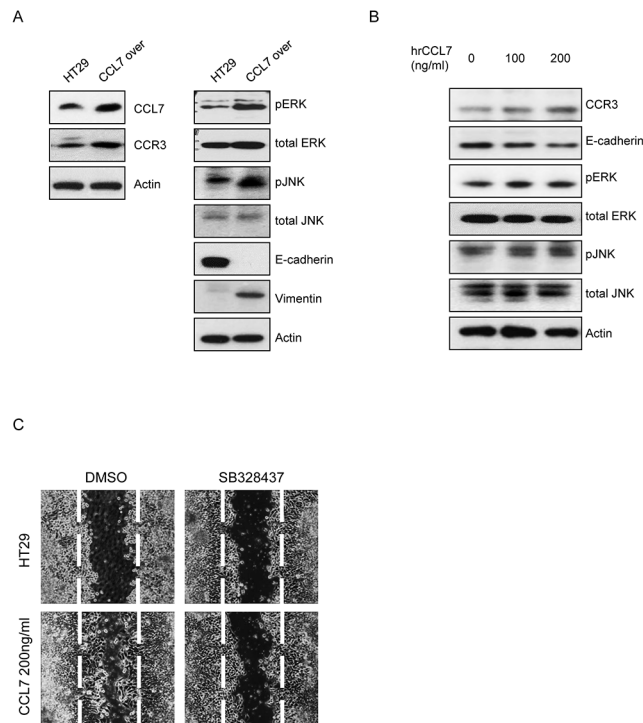 A
HT29
CCL7 over
CCL7
CCR3
Actin
HT29
CCL7 over
pERK
total ERK
pJNK
total JNK
E-cadherin
Vimentin
Actin
B
hrCCL7
(ng/ml)
0
100
200
CCR3
E-cadherin
pERK
total ERK
pJNK
total JNK
Actin
C
DMSO
SB328437
HT29
CCL7 200ng/ml